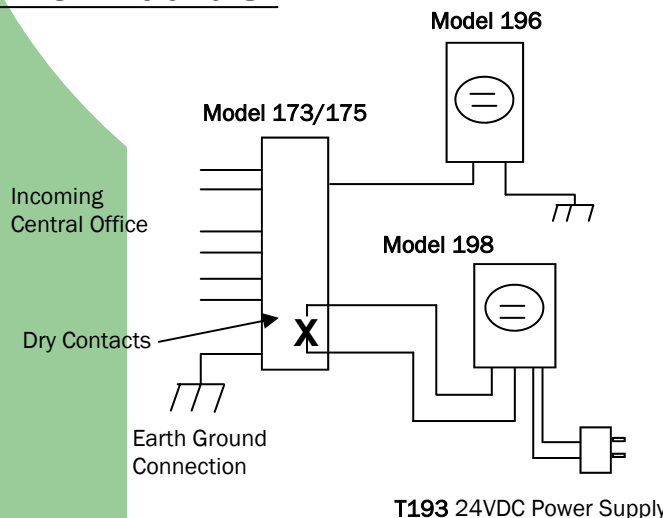 Model 196
Model 173/175
Incoming
Central Office
Model 198
Dry Contacts
X
Earth Ground
Connection
T193 24VDC Power Supply